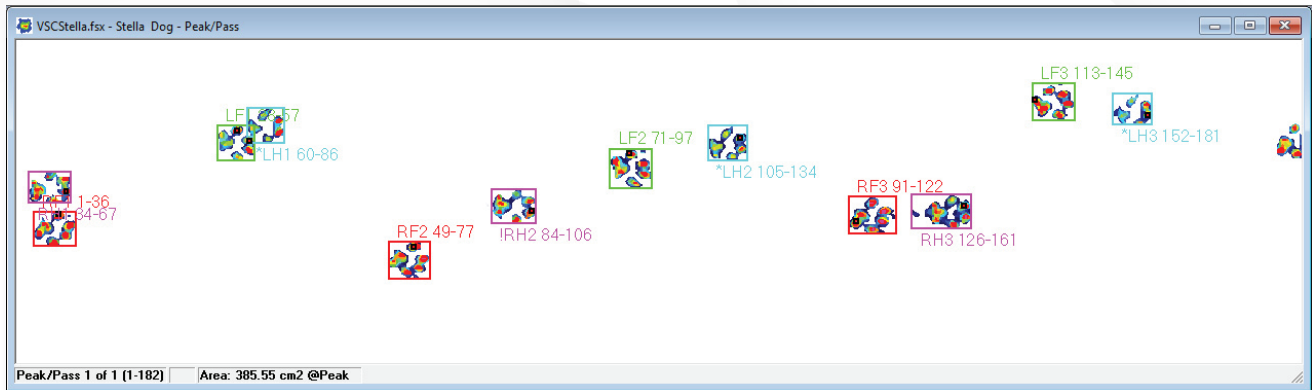 VSCStella.fsx - Stella Dog - Peak/Pass
LF3 113-145
*LH3 152-181
*LH1 60-86
LF2 71-97
*LH2 105-134
1-36
RF3 91-122
RF2 49-77
!RH2 84-106
RH3 126-161
Peak/Pass 1 of 1 (1-182)
Area: 385.55 cm2 @Peak